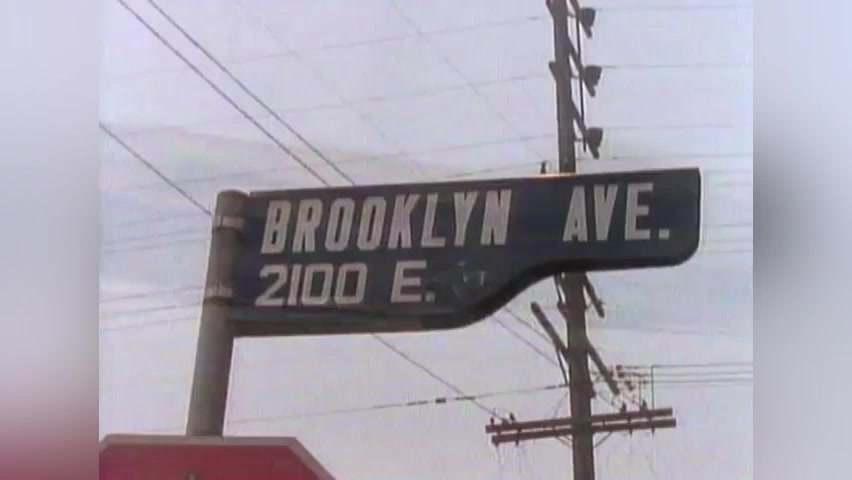 BROOKLYN AVE.
2100 E.